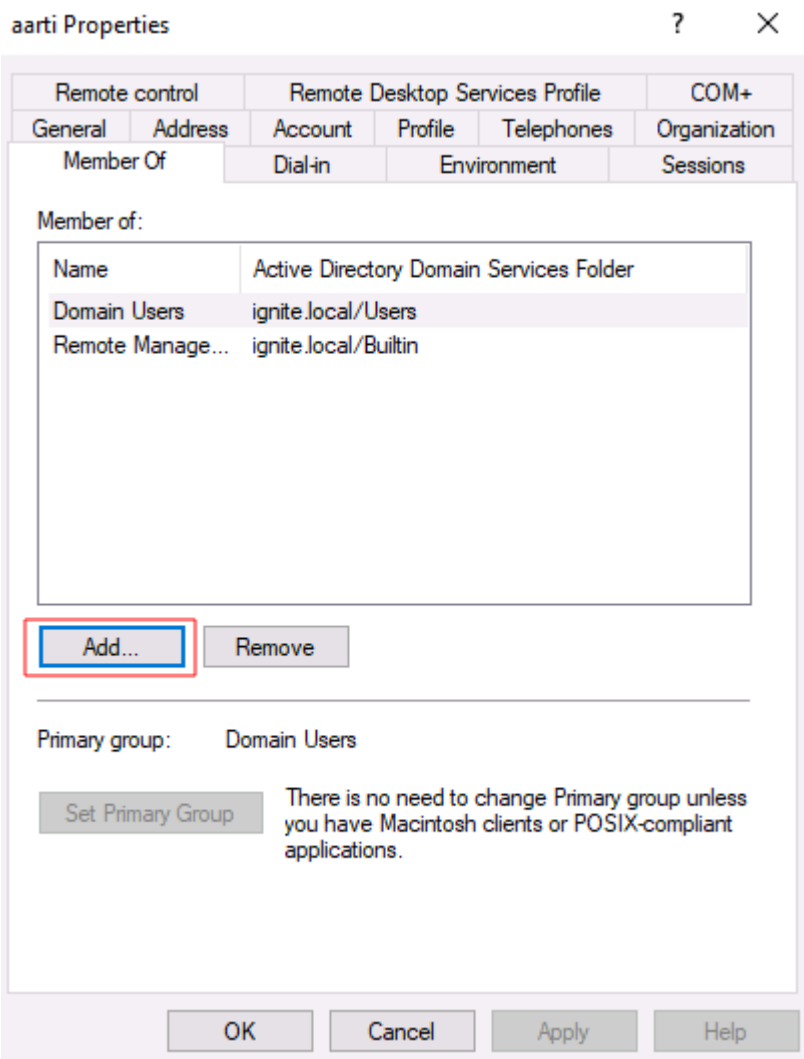 aarti Properties ? ×
Remote control Remote Desktop Services Profile COM+
General Address Account Profile Telephones Organization
Member Of Dial-in Environment Sessions
Member of:
Name Active Directory Domain Services Folder
Domain Users ignite.local/Users
Remote Manage... ignite.local/Builtin
Add... Remove
Primary group: Domain Users
Set Primary Group
There is no need to change Primary group unless
you have Macintosh clients or POSIX-compliant
applications.
OK Cancel Apply Help